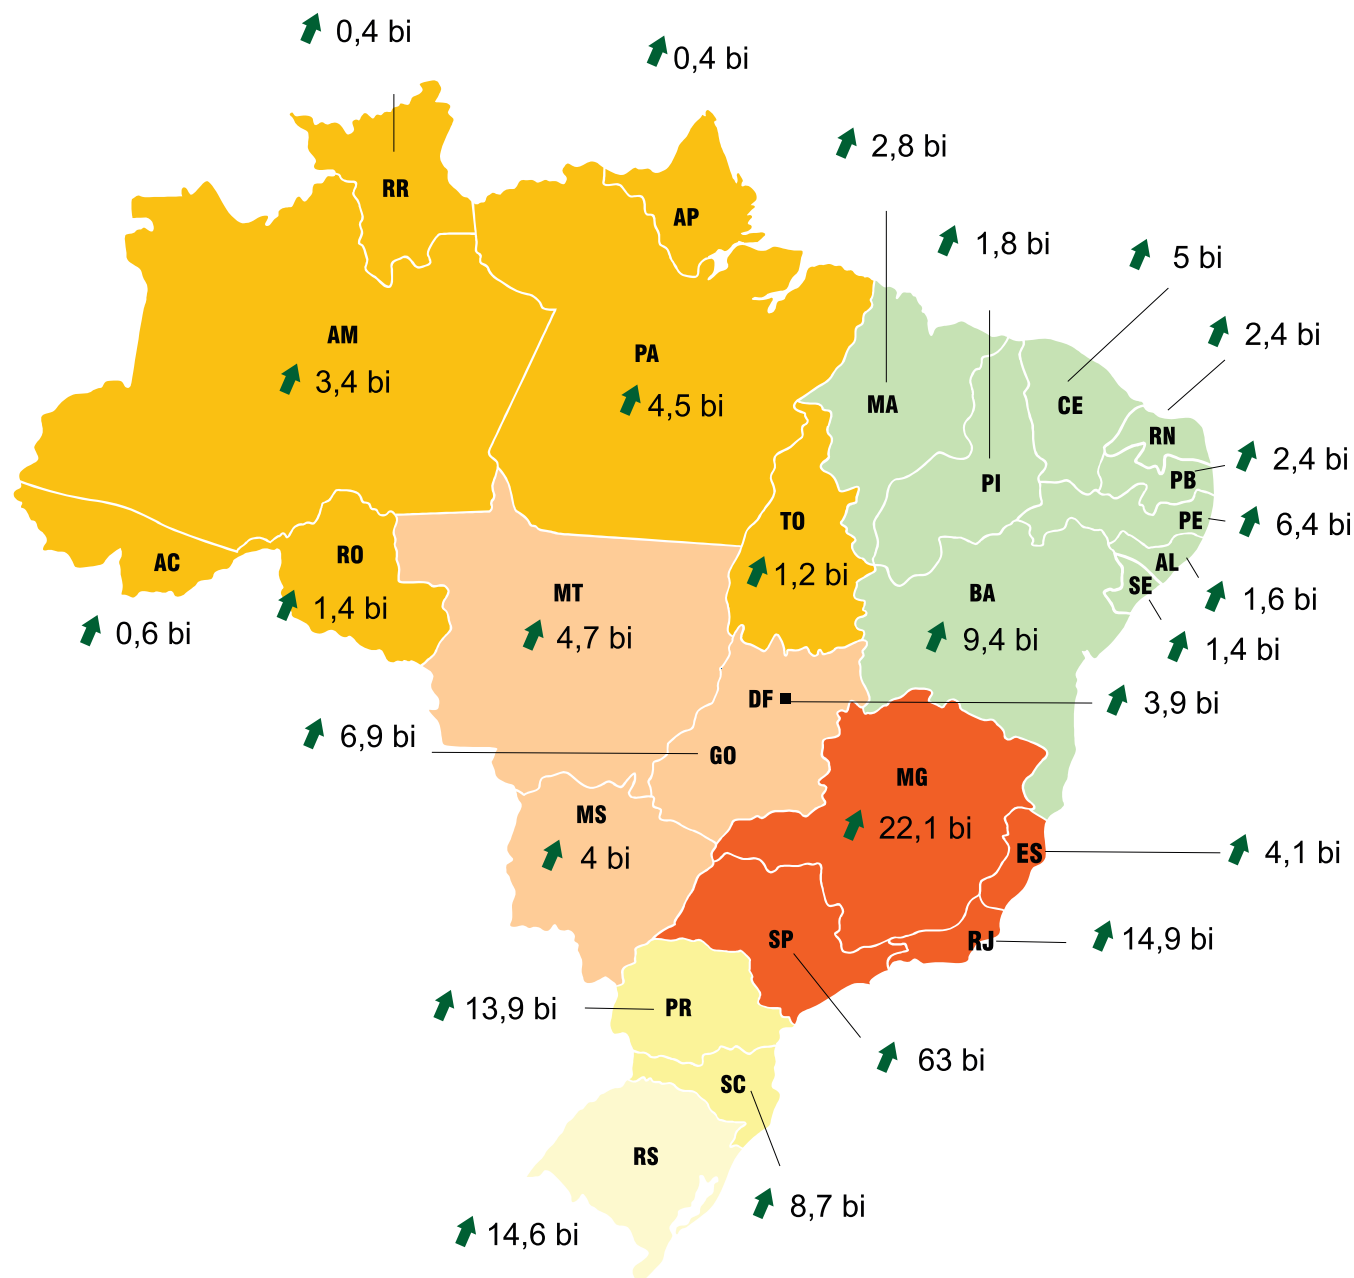 0,4 bi
0,4 bi
2,8 bi
RR
AP
1,8 bi
5 bi
AM
3,4 bi
PA
4,5 bi
2,4 bi
MA
CE
RN
2,4 bi
PI
PB
TO
1,2 bi
PE
6,4 bi
AC
0,6 bi
RO
1,4 bi
MT
4,7 bi
BA
9,4 bi
AL
SE
1,6 bi
1,4 bi
DF
3,9 bi
6,9 bi
GO
MG
22,1 bi
MS
4 bi
ES
4,1 bi
SP
RJ
14,9 bi
13,9 bi
PR
63 bi
SC
RS
8,7 bi
14,6 bi